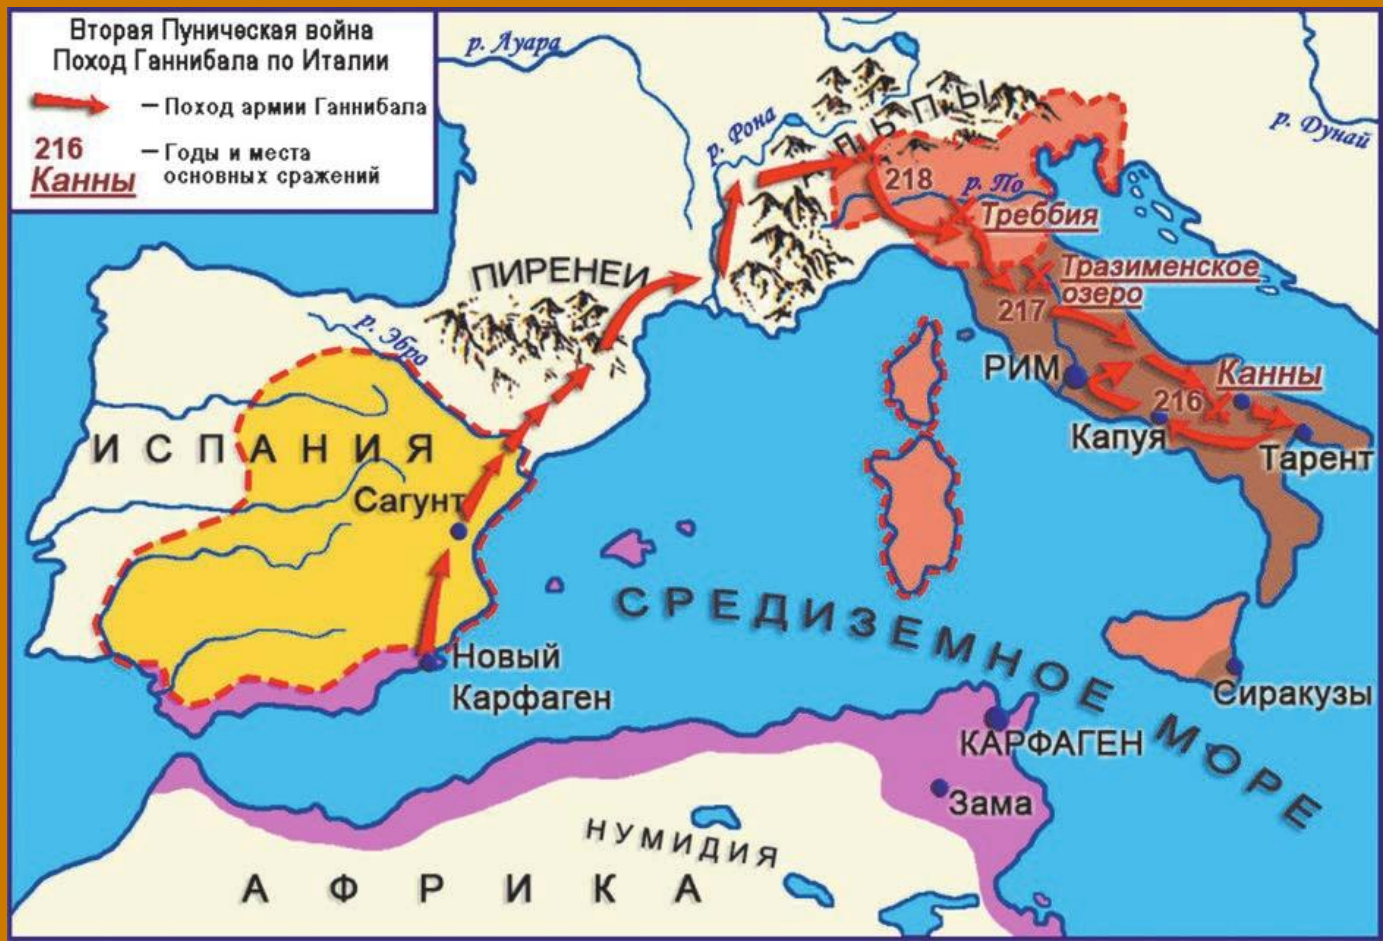 Вторая Пуническая война
Поход Ганнибала по Италии
– Поход армии Ганнибала
216
Канны
– Годы и места
основных сражений
р. Луара
р. Рона
АЛЬПЫ
р. Дунай
218
р. По
Треббия
ПИРЕНЕИ
Тразименское
озеро
217
р. Эбро
РИМ
Канны
216
Капуя
Тарент
ИСПАНИЯ
Сагунт
СРЕДИЗЕМНОЕ МОРЕ
Новый
Карфаген
Сиракузы
КАРФАГЕН
Зама
НУМИДИЯ
АФРИКА